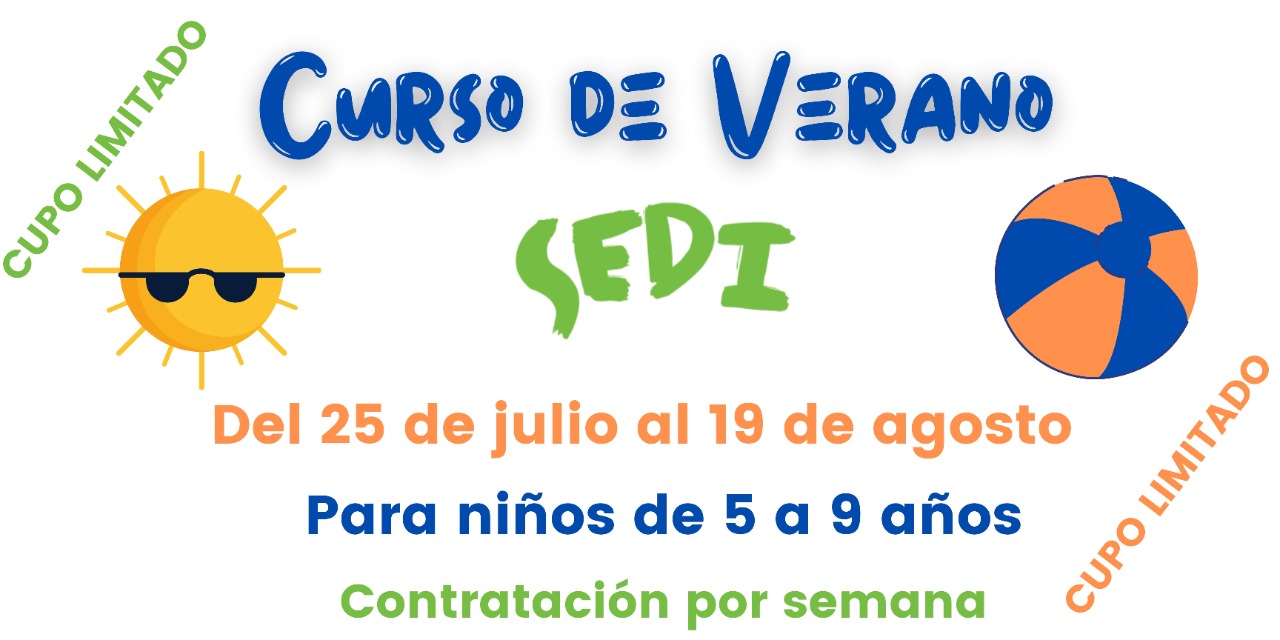 CUPO LIMITADO
CURSO DE VERANO
SEDI
Del 25 de julio al 19 de agosto
Para niños de 5 a 9 años
Contratación por semana
CUPO LIMITADO